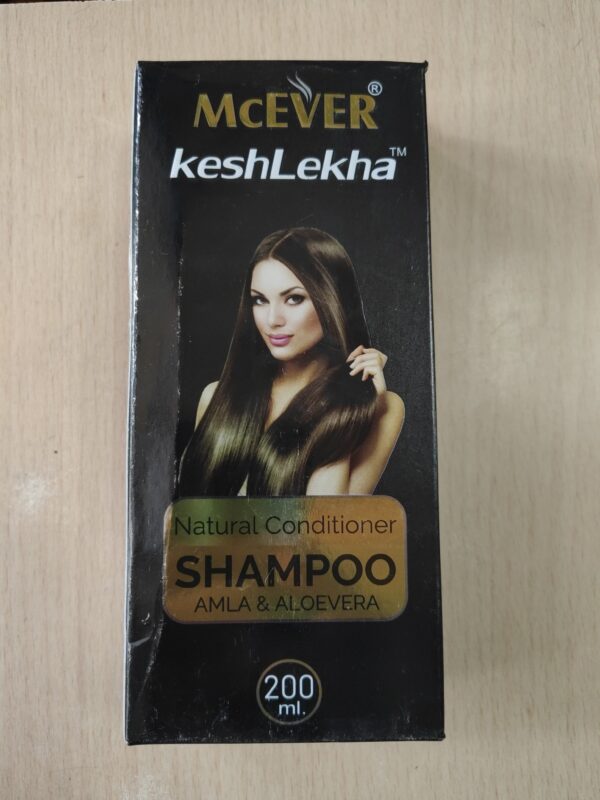 McEVER®
keshLekha™
Natural Conditioner
SHAMPOO
AMLA & ALOEVERA
200
ml.